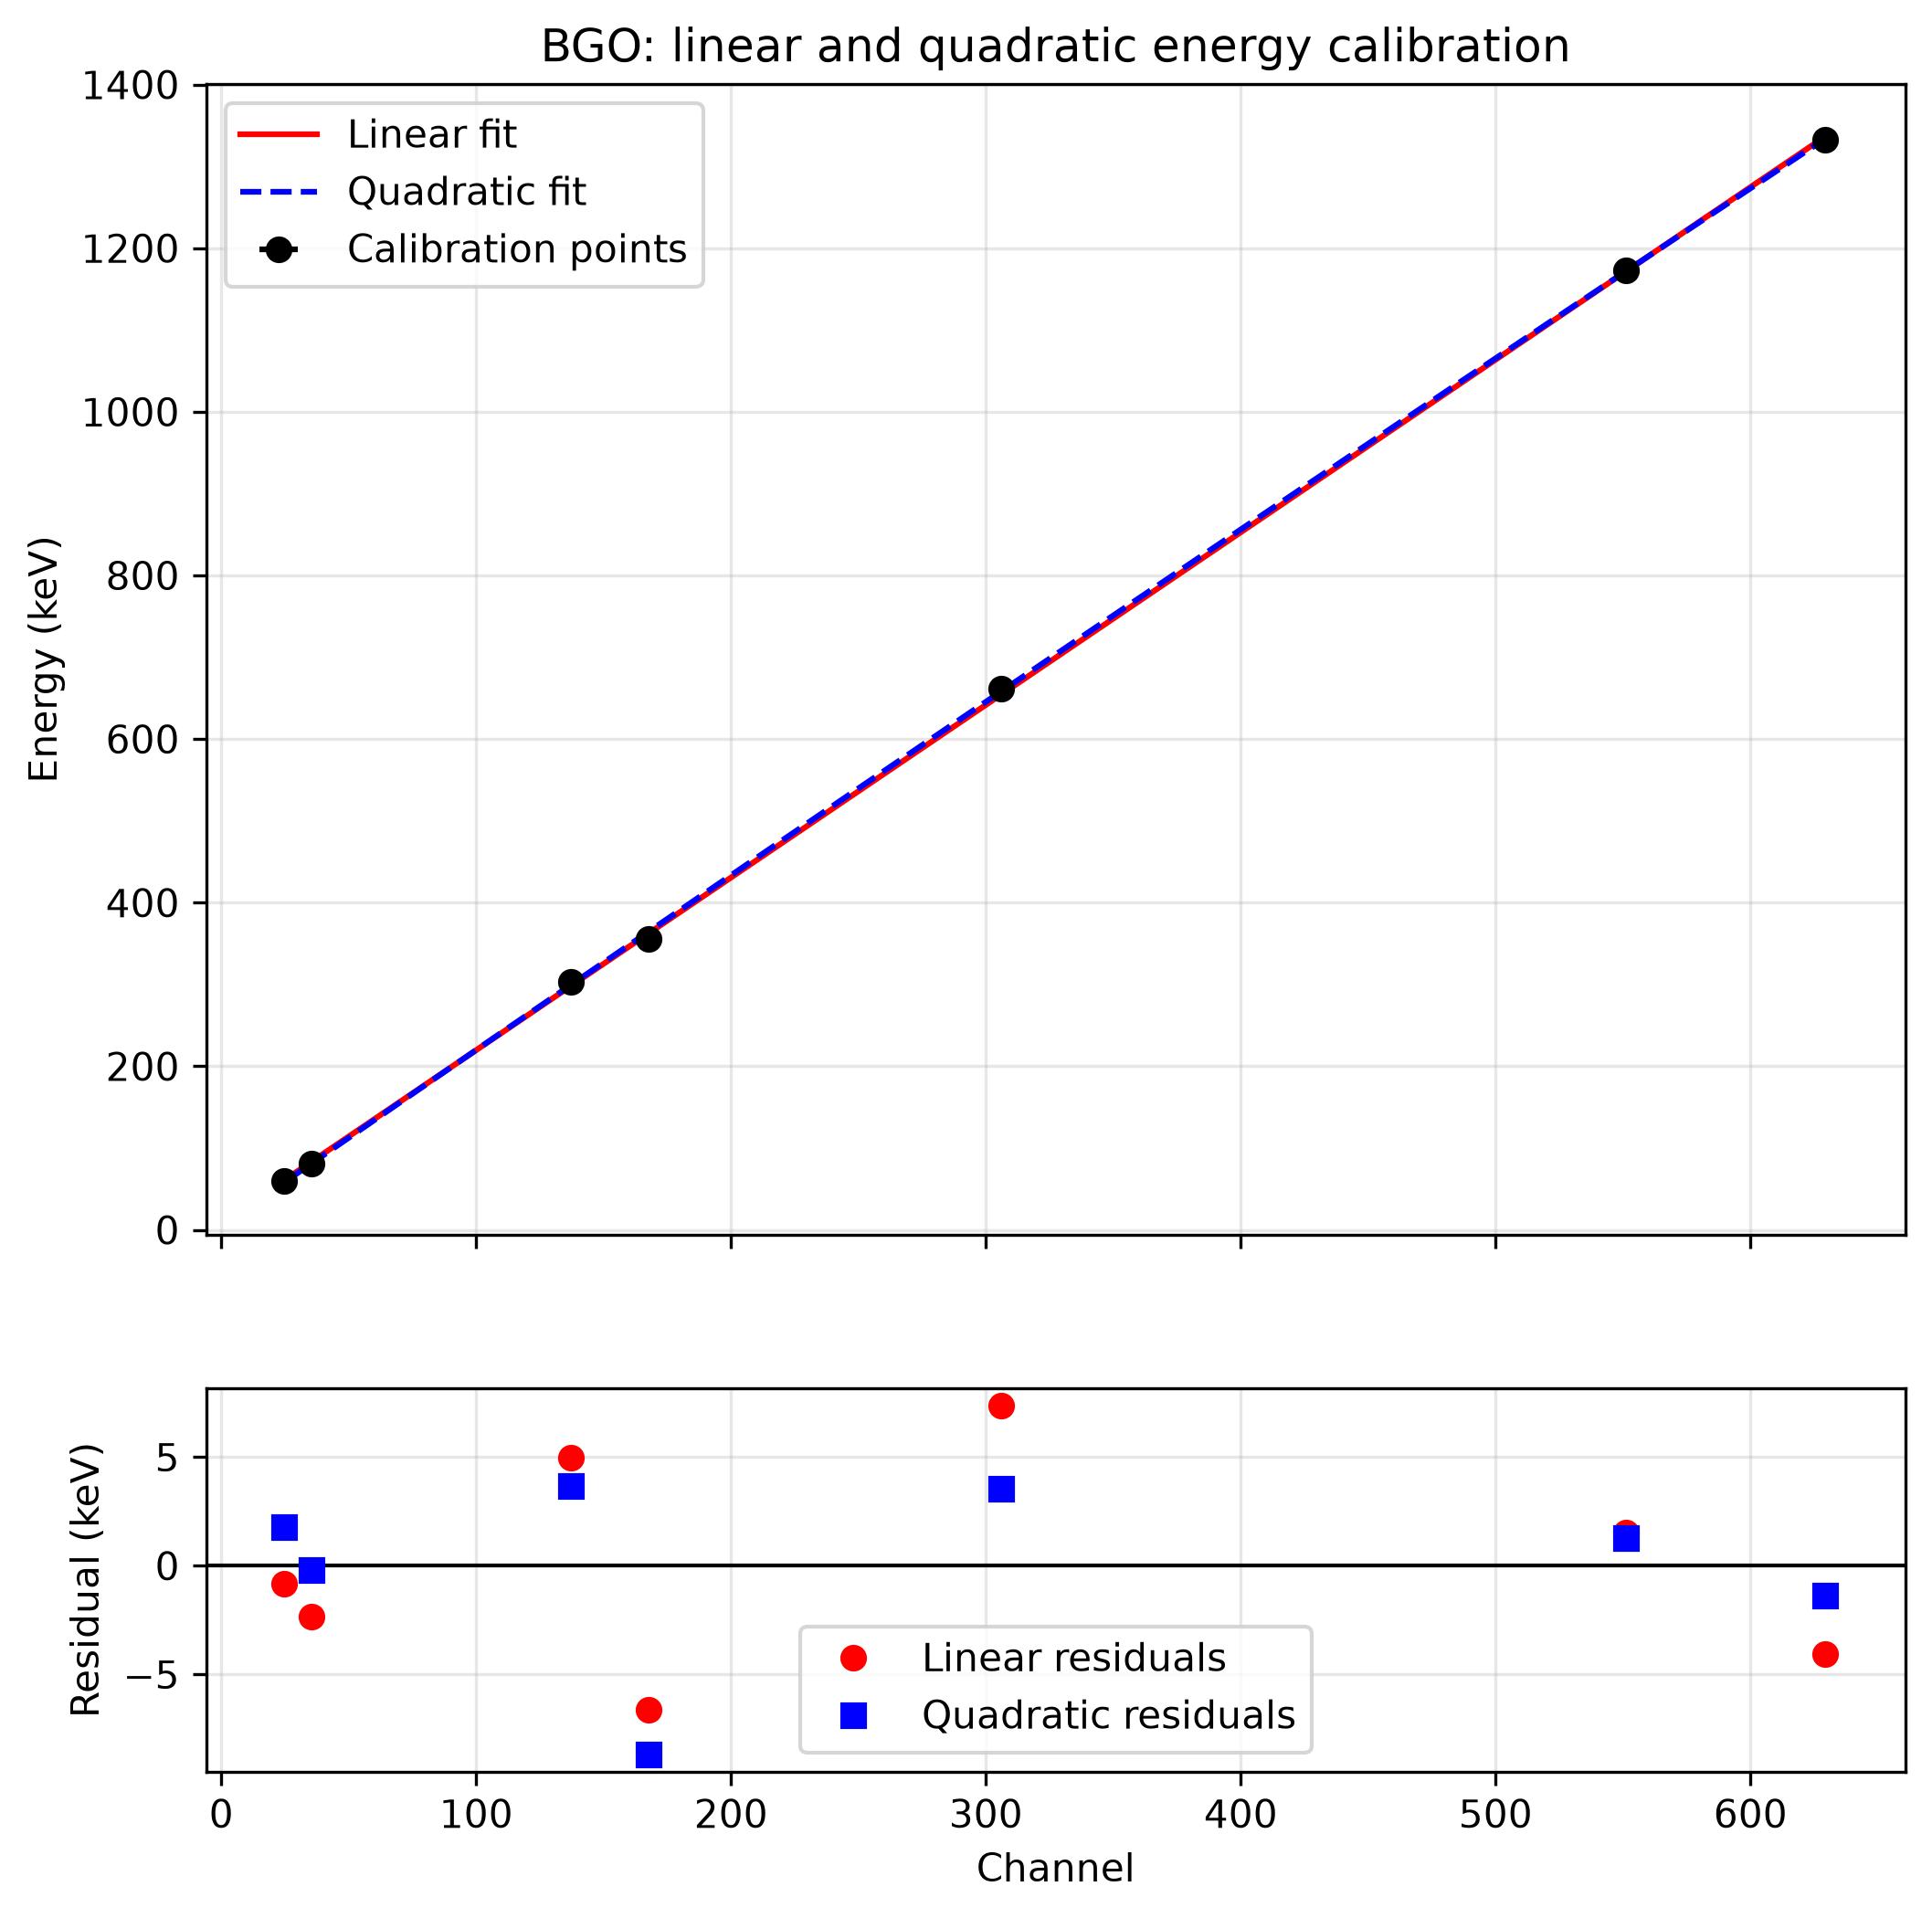 BGO: linear and quadratic energy calibration
1400
1200
1000
800
600
400
200
0
Energy (keV)
Linear fit
Quadratic fit
Calibration points
5
0
−5
Residual (keV)
Linear residuals
Quadratic residuals
0 100 200 300 400 500 600
Channel